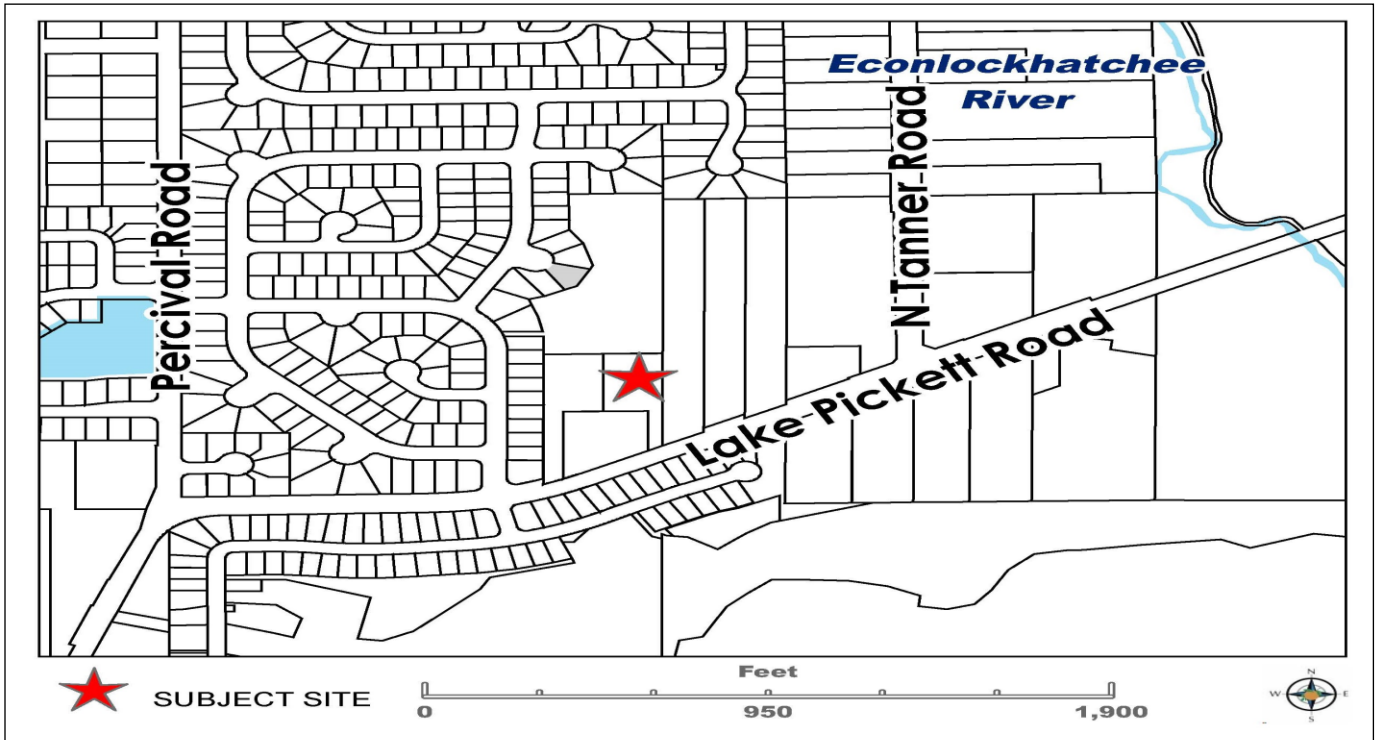 Econlockhatchee
River
Percival Road
N Tanner Road
Lake Pickett Road
SUBJECT SITE
Feet
0 950 1,900
N
W E
S